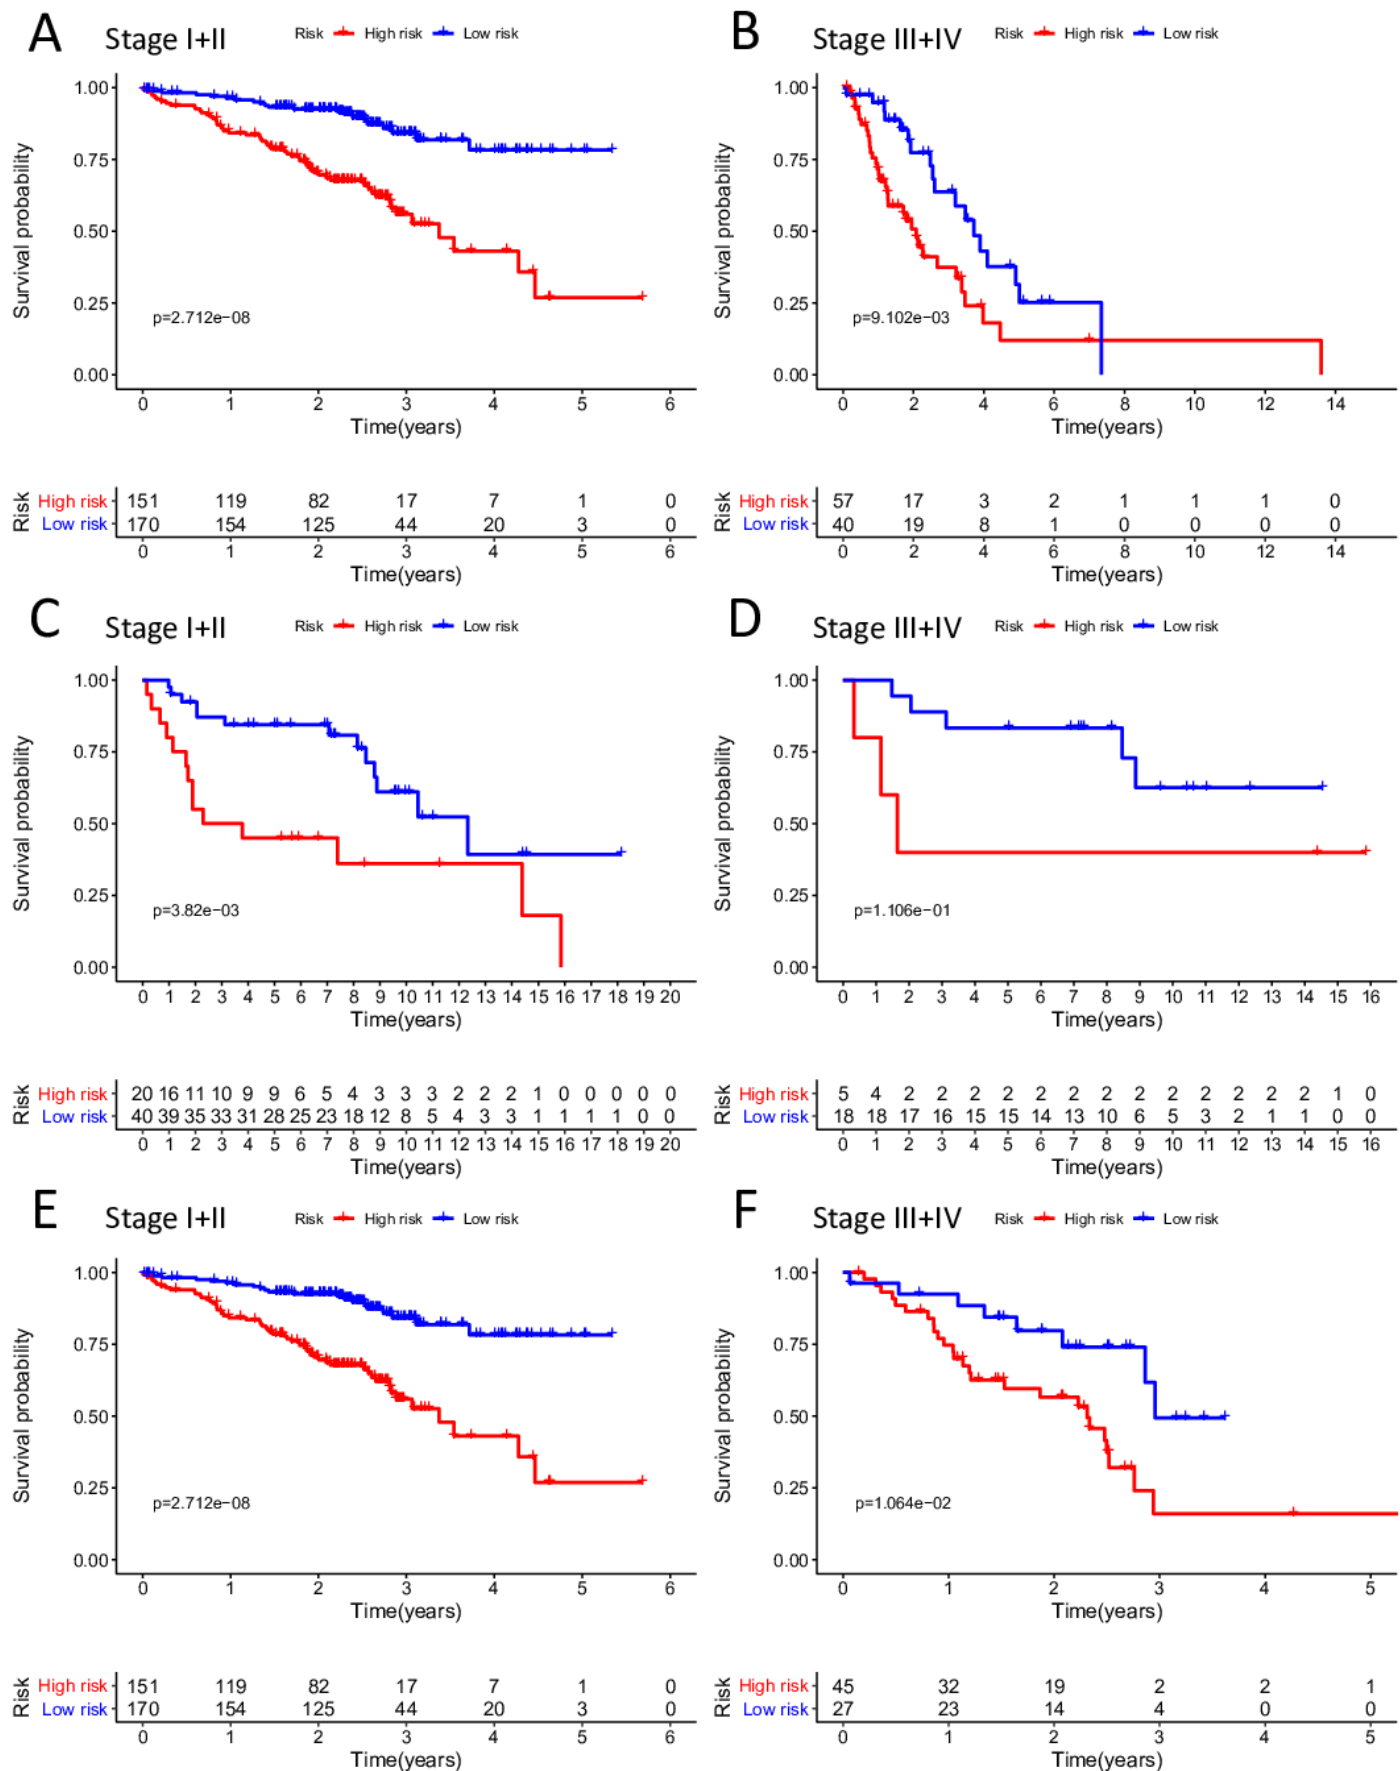 A Stage I+II Risk High risk Low risk
1.00
0.75
0.50
0.25
0.00
Survival probability
p=2.712e−08
0 1 2 3 4 5 6
Time(years)
Risk
High risk 151 119 82 17 7 1 0
Low risk 170 154 125 44 20 3 0
0 1 2 3 4 5 6
Time(years)
B Stage III+IV Risk High risk Low risk
1.00
0.75
0.50
0.25
0.00
Survival probability
p=9.102e−03
0 2 4 6 8 10 12 14
Time(years)
Risk
High risk 57 17 3 2 1 1 1 0
Low risk 40 19 8 1 0 0 0 0
0 2 4 6 8 10 12 14
Time(years)
C Stage I+II Risk High risk Low risk
1.00
0.75
0.50
0.25
0.00
Survival probability
p=3.82e−03
0 1 2 3 4 5 6 7 8 9 10 11 12 13 14 15 16 17 18 19 20
Time(years)
Risk
High risk 20 16 11 10 9 9 6 5 4 3 3 3 2 2 2 1 0 0 0 0 0
Low risk 40 39 35 33 31 28 25 23 18 12 8 5 4 3 3 1 1 1 1 0 0
0 1 2 3 4 5 6 7 8 9 10 11 12 13 14 15 16 17 18 19 20
Time(years)
D Stage III+IV Risk High risk Low risk
1.00
0.75
0.50
0.25
0.00
Survival probability
p=1.106e−01
0 1 2 3 4 5 6 7 8 9 10 11 12 13 14 15 16
Time(years)
Risk
High risk 5 4 2 2 2 2 2 2 2 2 2 2 2 2 2 1 0
Low risk 18 18 17 16 15 15 14 13 10 6 5 3 2 1 1 0 0
0 1 2 3 4 5 6 7 8 9 10 11 12 13 14 15 16
Time(years)
E Stage I+II Risk High risk Low risk
1.00
0.75
0.50
0.25
0.00
Survival probability
p=2.712e−08
0 1 2 3 4 5 6
Time(years)
Risk
High risk 151 119 82 17 7 1 0
Low risk 170 154 125 44 20 3 0
0 1 2 3 4 5 6
Time(years)
F Stage III+IV Risk High risk Low risk
1.00
0.75
0.50
0.25
0.00
Survival probability
p=1.064e−02
0 1 2 3 4 5
Time(years)
Risk
High risk 45 32 19 2 2 1
Low risk 27 23 14 4 0 0
0 1 2 3 4 5
Time(years)